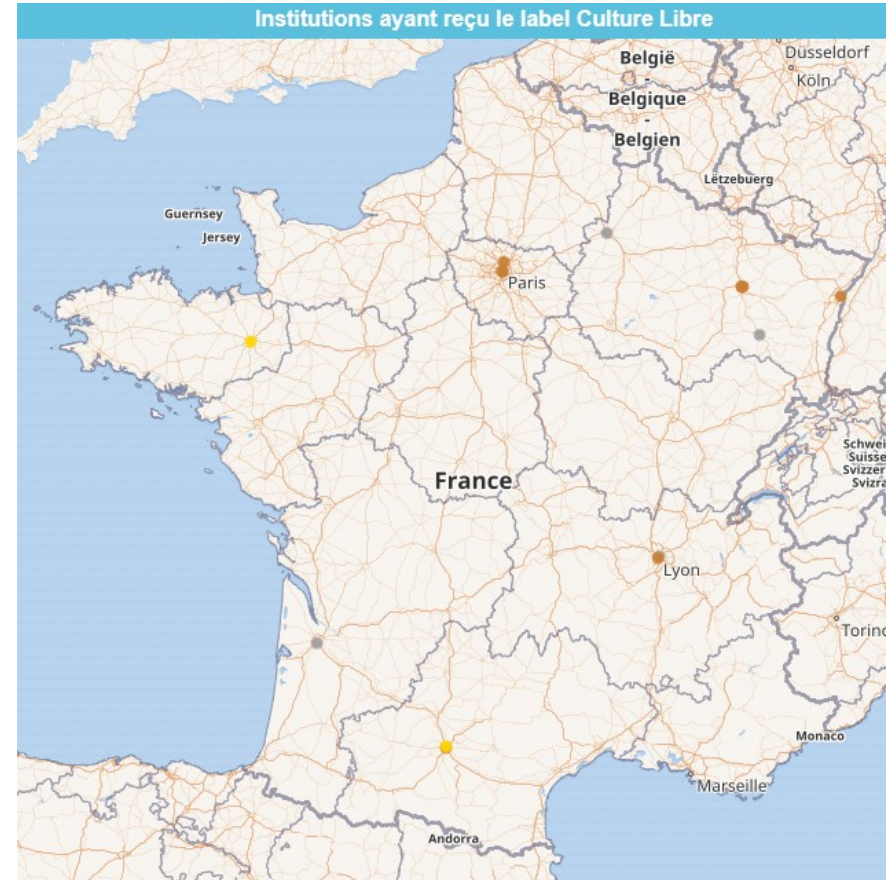 Institutions ayant reçu le label Culture Libre
Düsseldorf
België
-
Köln
Belgique
-
Belgien
Lëtzebuerg
Guernsey
Jersey
Paris
Schwei
Suisse
Svizzer
Svizra
France
Lyon
Torino
Monaco
Marseille
Andorra